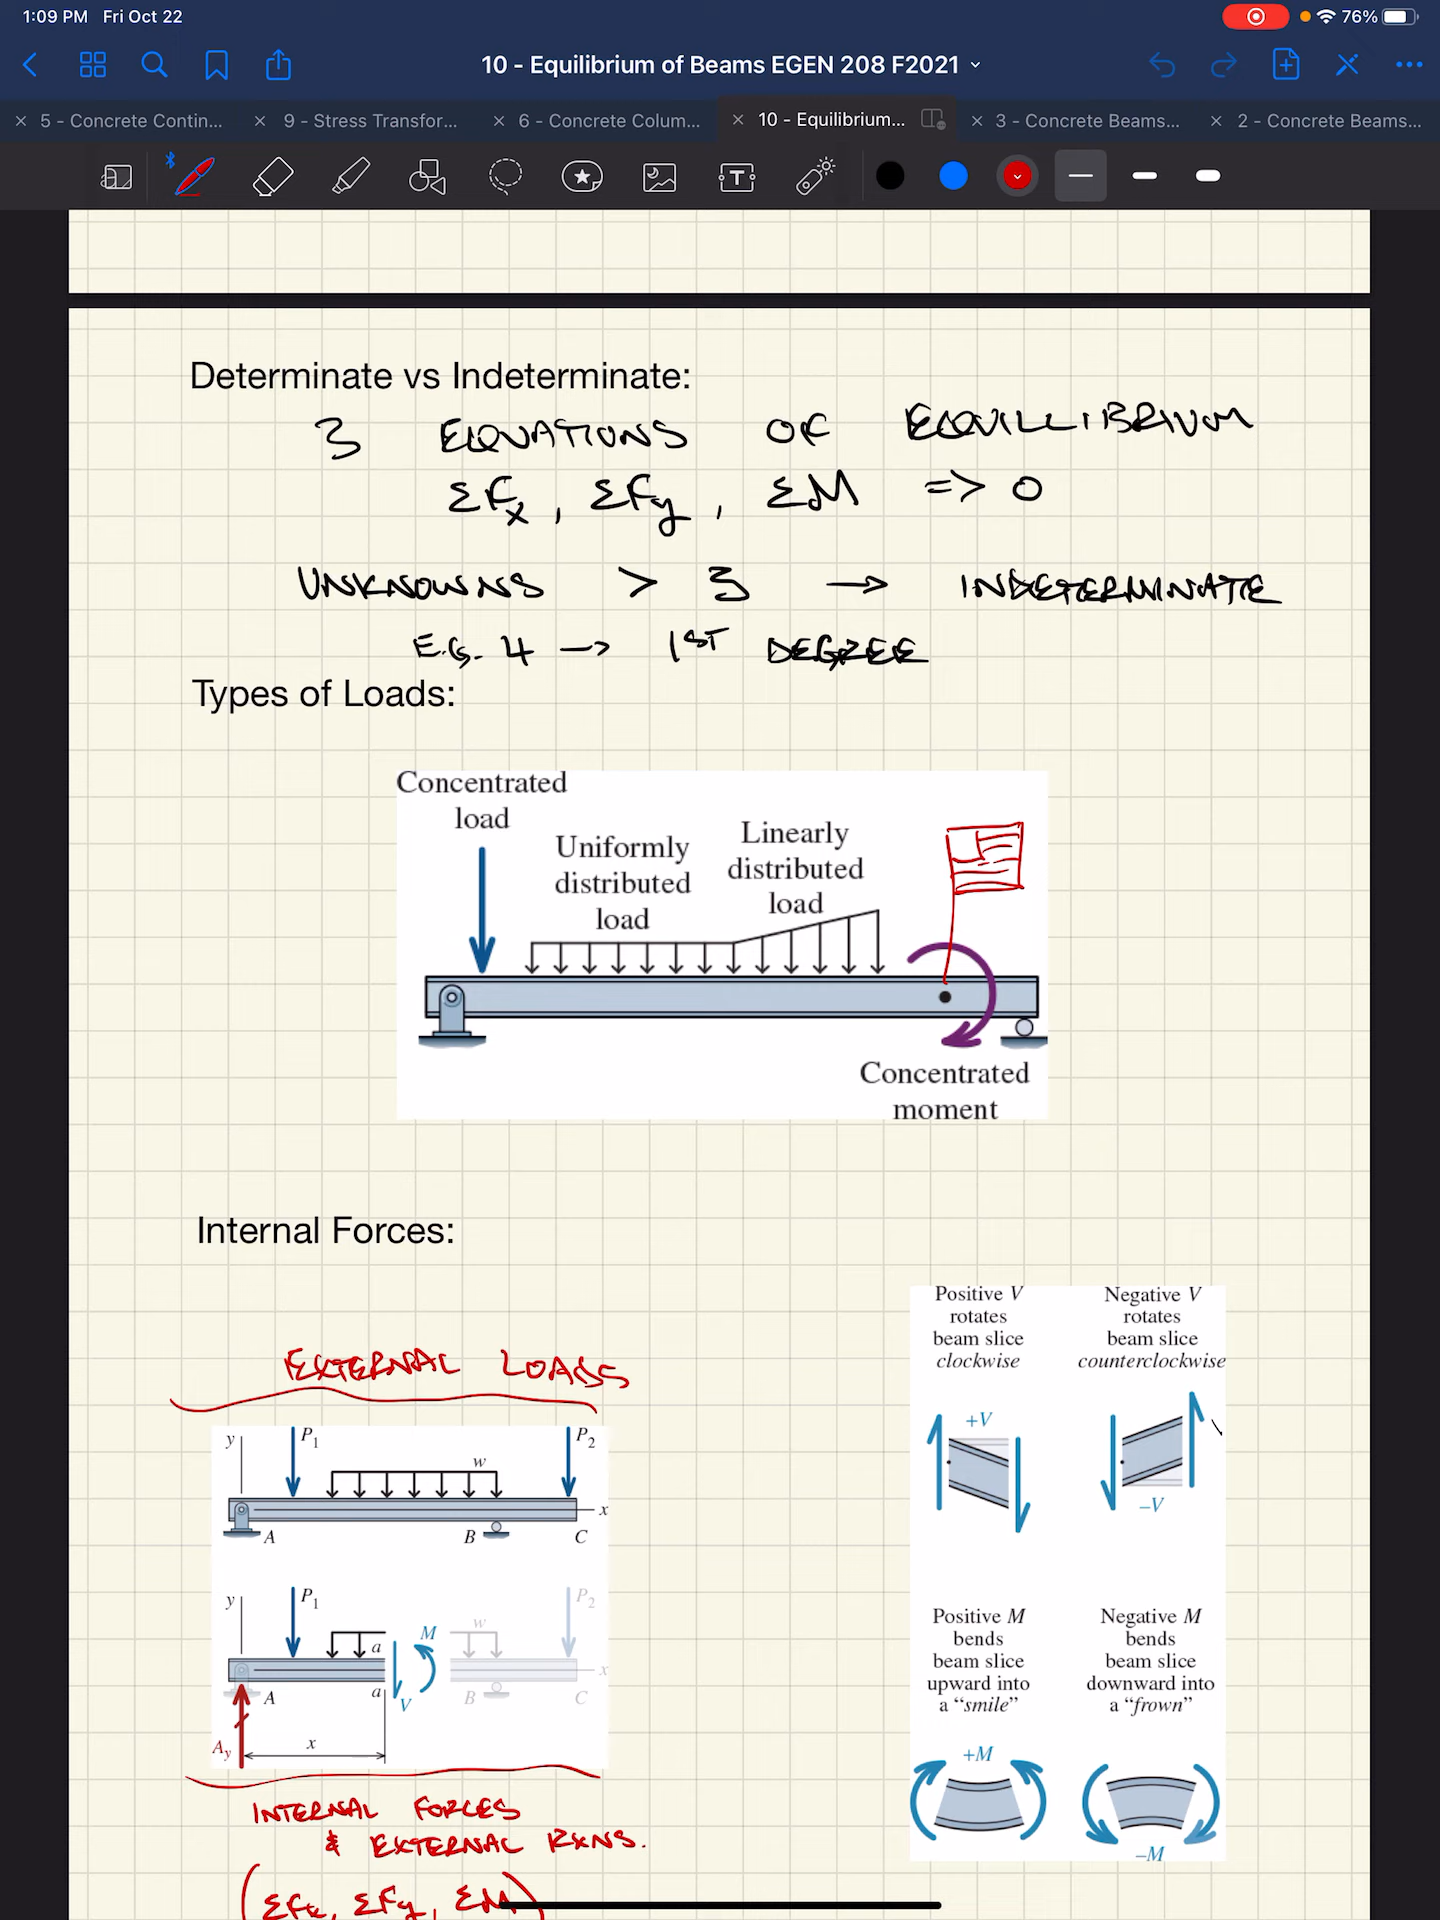 1:09 PM Fri Oct 22
76%
10 - Equilibrium of Beams EGEN 208 F2021
5 - Concrete Contin...
9 - Stress Transfor...
6 - Concrete Colum...
10 - Equilibrium...
3 - Concrete Beams...
2 - Concrete Beams...
Determinate vs Indeterminate:
3 EQUATIONS OF EQUILLIBRIUM
ΣFx, ΣFy, ΣM => 0
UNKNOWNS > 3 → INDETERMINATE
E.G. 4 → 1ST DEGREE
Types of Loads:
Concentrated
load
Uniformly
distributed
load
Linearly
distributed
load
Concentrated
moment
Internal Forces:
EXTERNAL LOADS
y P1 w P2
x
A B C
y P1 w P2
a M
x
A a V B C
Ay x
INTERNAL FORCES
& EXTERNAL RXNS.
(ΣFx, ΣFy, ΣM)
Positive V
rotates
beam slice
clockwise
+V
Negative V
rotates
beam slice
counterclockwise
–V
Positive M
bends
beam slice
upward into
a “smile”
+M
Negative M
bends
beam slice
downward into
a “frown”
–M